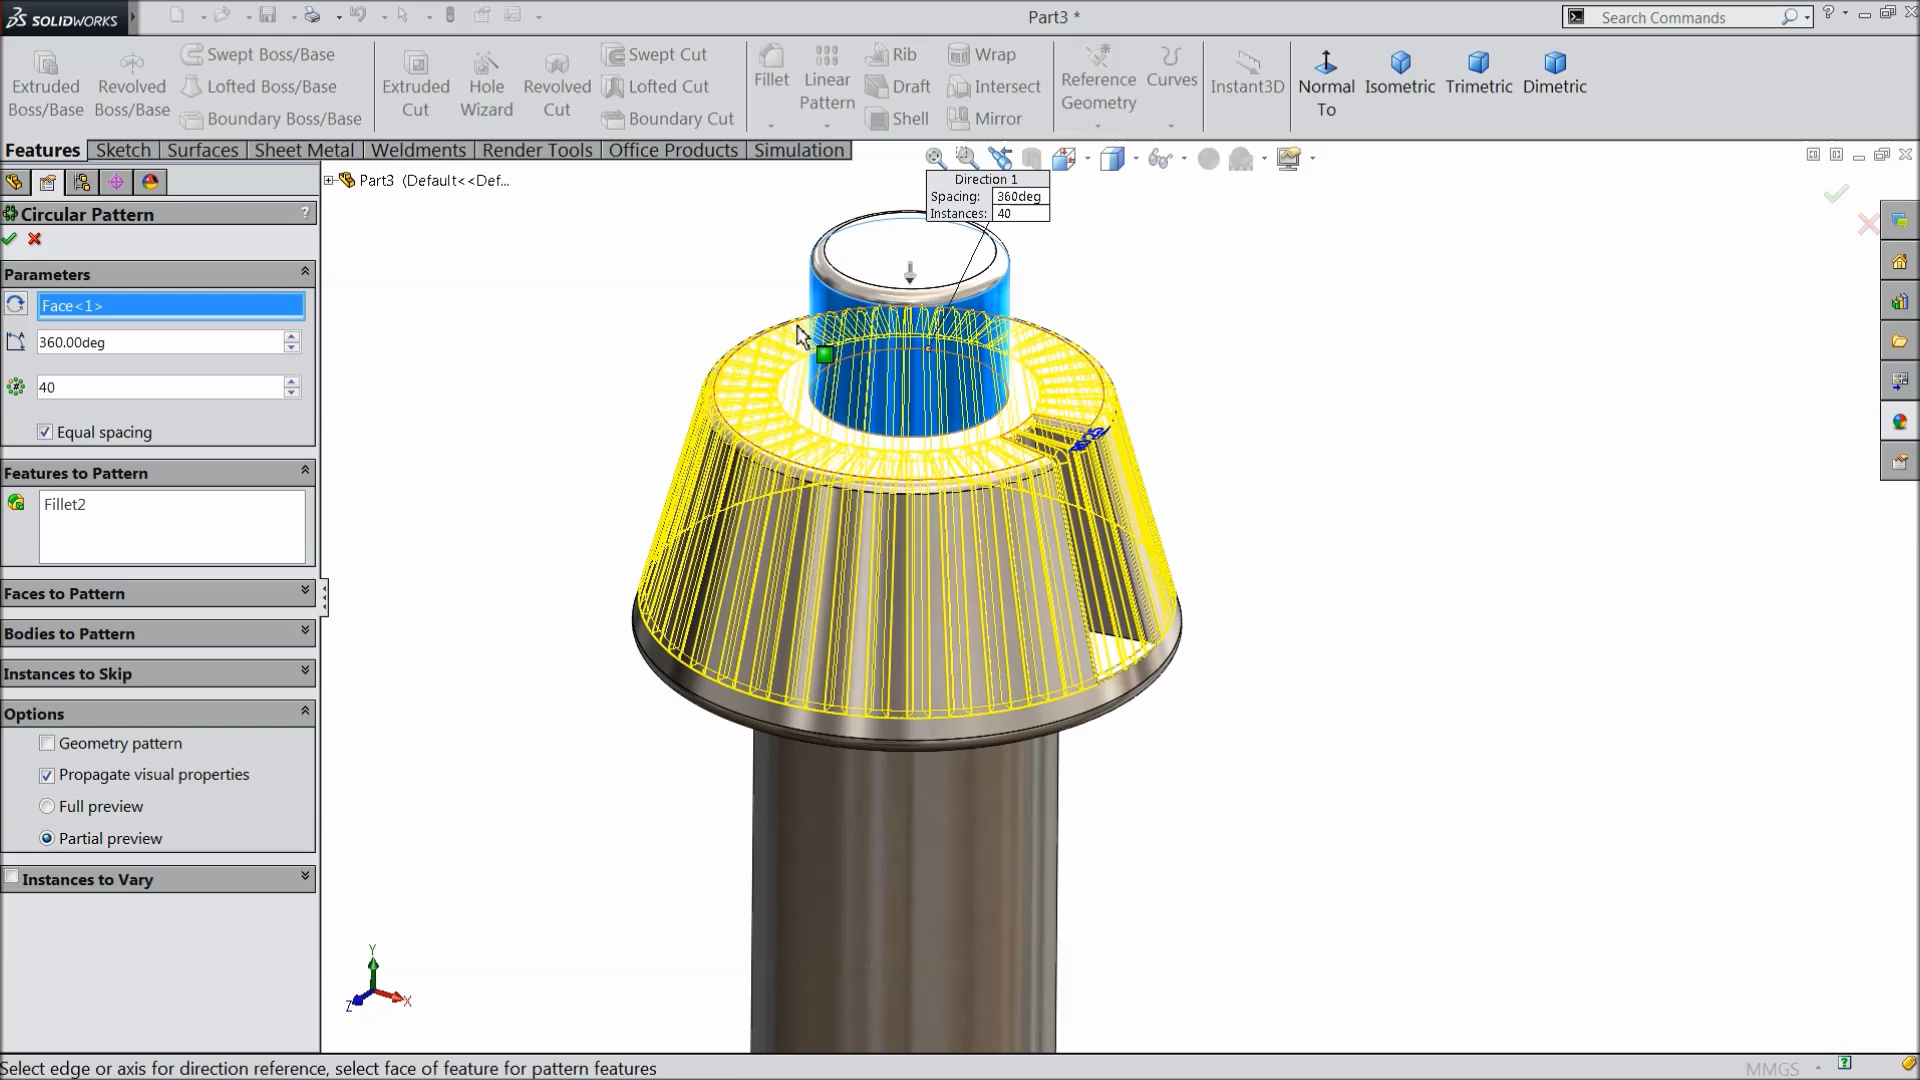 SOLIDWORKS
Part3 *
Search Commands
Extruded Boss/Base
Revolved Boss/Base
Swept Boss/Base
Lofted Boss/Base
Boundary Boss/Base
Extruded Cut
Hole Wizard
Revolved Cut
Swept Cut
Lofted Cut
Boundary Cut
Fillet
Linear Pattern
Rib
Draft
Shell
Wrap
Intersect
Mirror
Reference Geometry
Curves
Instant3D
Normal To
Isometric
Trimetric
Dimetric
Features
Sketch
Surfaces
Sheet Metal
Weldments
Render Tools
Office Products
Simulation
Part3 (Default<<Def...
Circular Pattern
?
Parameters
Face<1>
360.00deg
40
Equal spacing
Features to Pattern
Fillet2
Faces to Pattern
Bodies to Pattern
Instances to Skip
Options
Geometry pattern
Propagate visual properties
Full preview
Partial preview
Instances to Vary
Direction 1
Spacing: 360deg
Instances: 40
Y
Z
X
Select edge or axis for direction reference, select face of feature for pattern features
MMGS